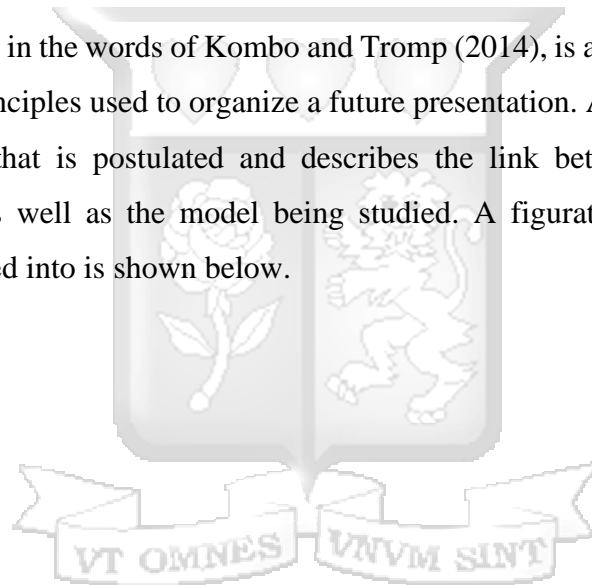 in the words of Kombo and Tromp (2014), is a
nciples used to organize a future presentation. A
that is postulated and describes the link bet
s well as the model being studied. A figurat
ed into is shown below.
VT OMNES VNVM SINT